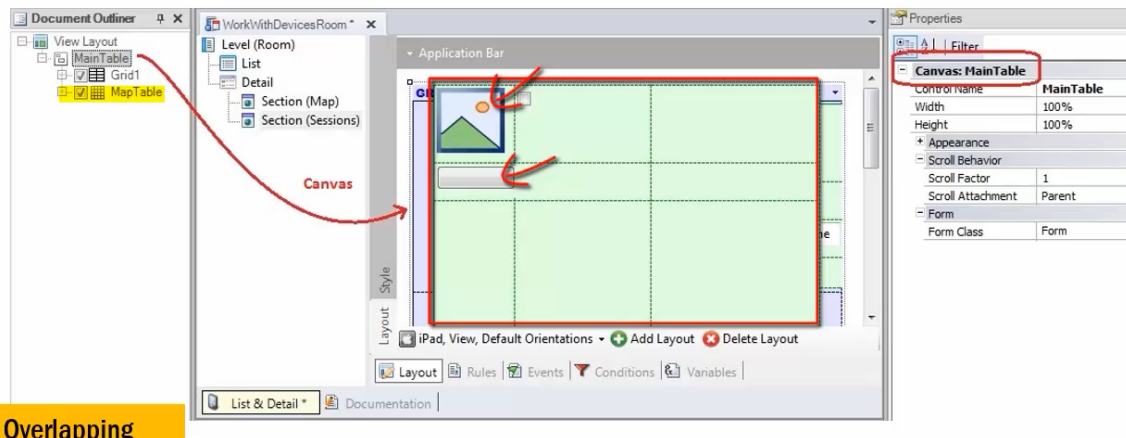 Document Outliner
View Layout
MainTable
Grid1
MapTable
WorkWithDevicesRoom *
Level (Room)
List
Detail
Section (Map)
Section (Sessions)
Canvas
Application Bar
Style
Layout
iPad, View, Default Orientations
Add Layout
Delete Layout
Layout
Rules
Events
Conditions
Variables
List & Detail *
Documentation
Properties
Filter
Canvas: MainTable
Control Name MainTable
Width 100%
Height 100%
Appearance
Scroll Behavior
Scroll Factor 1
Scroll Attachment Parent
Form
Form Class Form
Overlapping